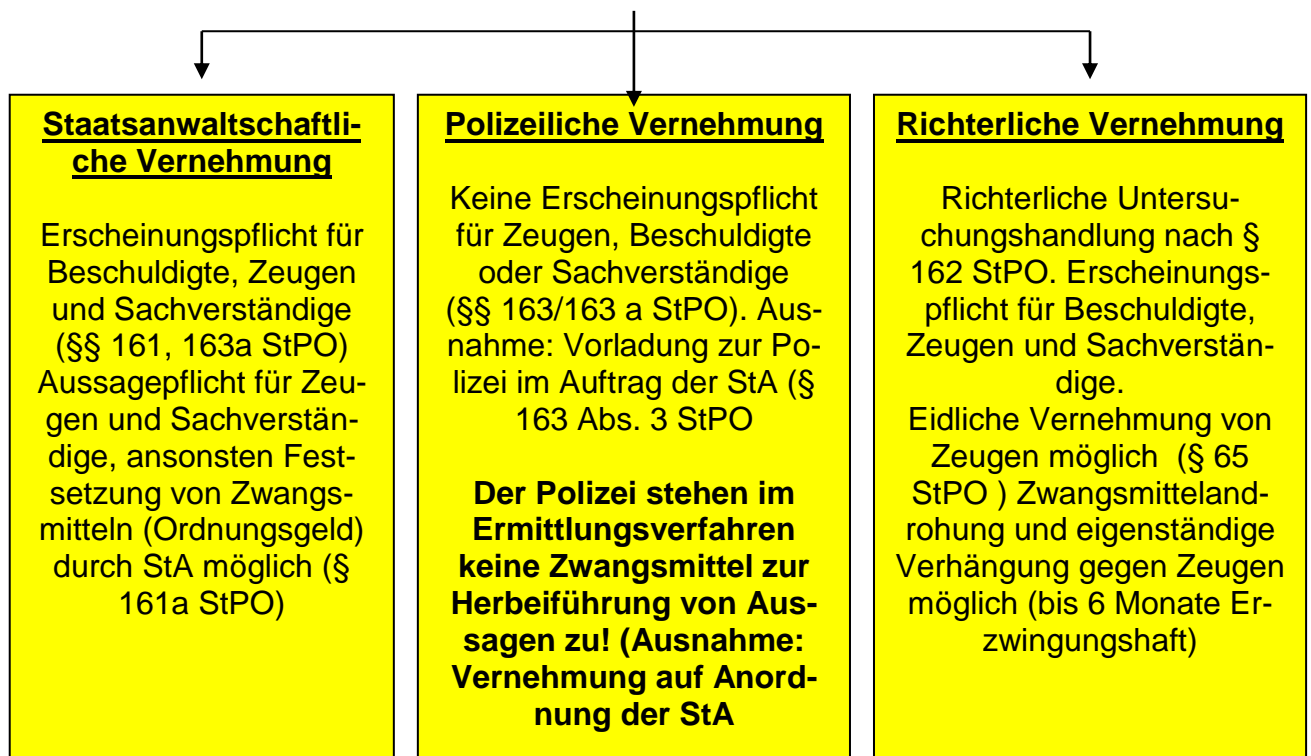 Staatsanwaltschaftli-
che Vernehmung
Erscheinungspflicht für
Beschuldigte, Zeugen
und Sachverständige
(§§ 161, 163a StPO)
Aussagepflicht für Zeu-
gen und Sachverstän-
dige, ansonsten Fest-
setzung von Zwangs-
mitteln (Ordnungsgeld)
durch StA möglich (§
161a StPO)
Polizeiliche Vernehmung
Keine Erscheinungspflicht
für Zeugen, Beschuldigte
oder Sachverständige
(§§ 163/163 a StPO). Aus-
nahme: Vorladung zur Po-
lizei im Auftrag der StA (§
163 Abs. 3 StPO
Der Polizei stehen im
Ermittlungsverfahren
keine Zwangsmittel zur
Herbeiführung von Aus-
sagen zu! (Ausnahme:
Vernehmung auf Anord-
nung der StA
Richterliche Vernehmung
Richterliche Untersu-
chungshandlung nach §
162 StPO. Erscheinungs-
pflicht für Beschuldigte,
Zeugen und Sachverstän-
dige.
Eidliche Vernehmung von
Zeugen möglich  (§ 65
StPO ) Zwangsmitteland-
rohung und eigenständige
Verhängung gegen Zeugen
möglich (bis 6 Monate Er-
zwingungshaft)